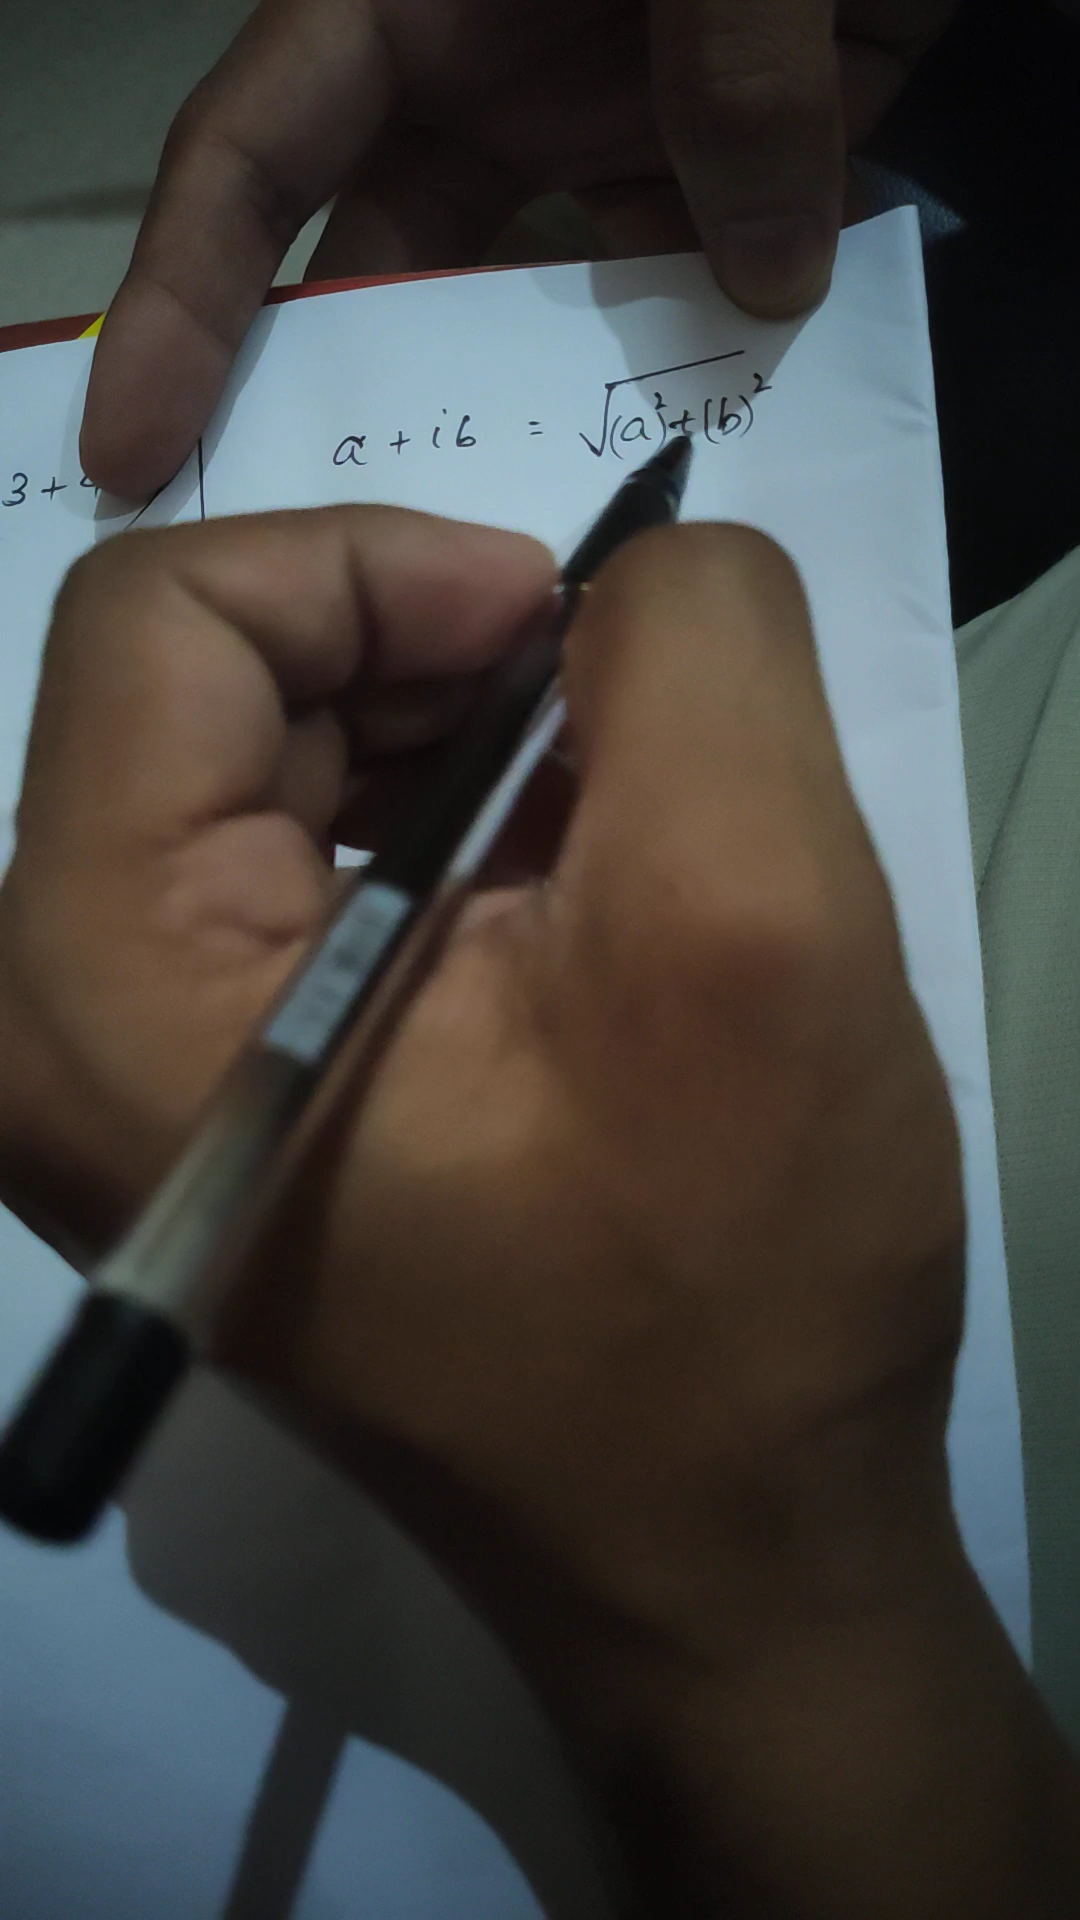 a + ib = √(a)²+(b)²
3 +